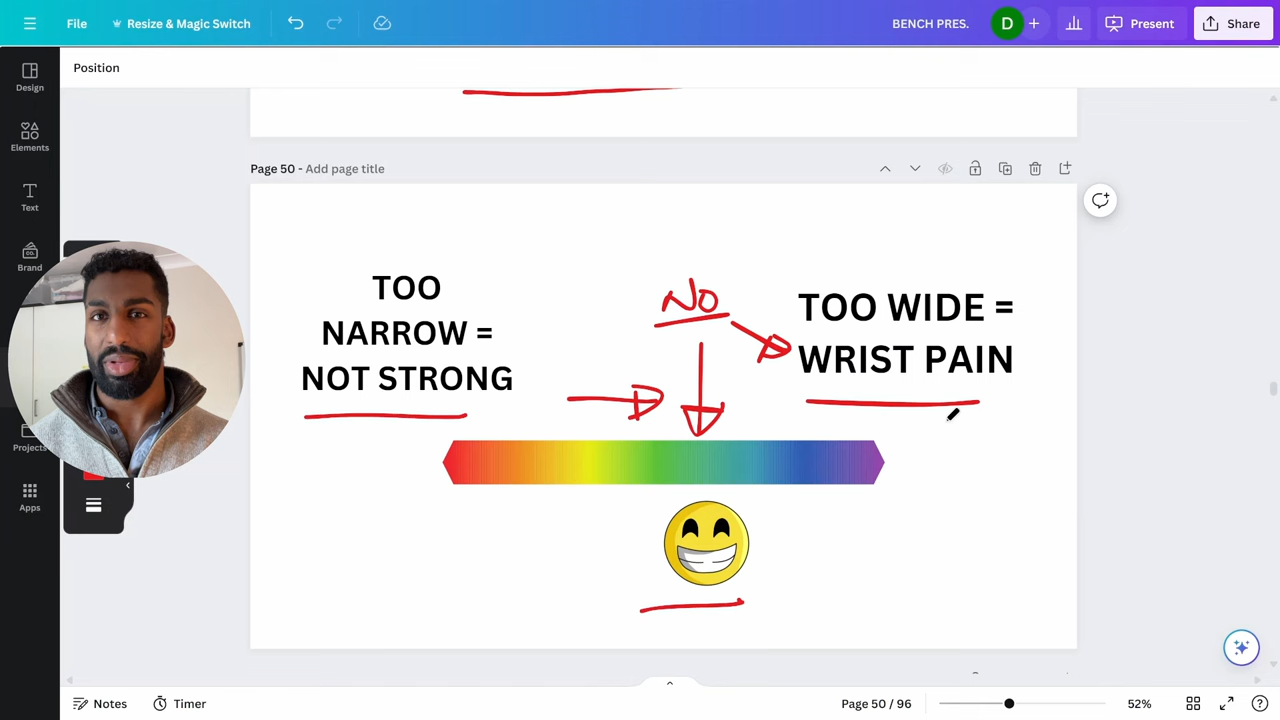 File
Resize & Magic Switch
BENCH PRES.
D
Present
Share
Position
Design
Elements
Text
Brand
Projects
Apps
Page 50 - Add page title
TOO
NARROW =
NOT STRONG
NO
TOO WIDE =
WRIST PAIN
Notes
Timer
Page 50 / 96
52%